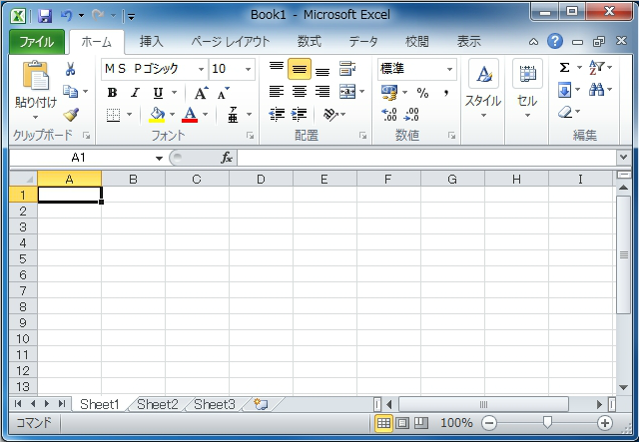 Book1 - Microsoft Excel
ファイル ホーム 挿入 ページ レイアウト 数式 データ 校閲 表示
ＭＳ Ｐゴシック 10 標準
貼り付け B I U A A % , スタイル セル Σ
A 亜
クリップボード フォント 配置 数値 編集
A1 fx
A B C D E F G H I
1
2
3
4
5
6
7
8
9
10
11
12
13
Sheet1 Sheet2 Sheet3
コマンド 100%